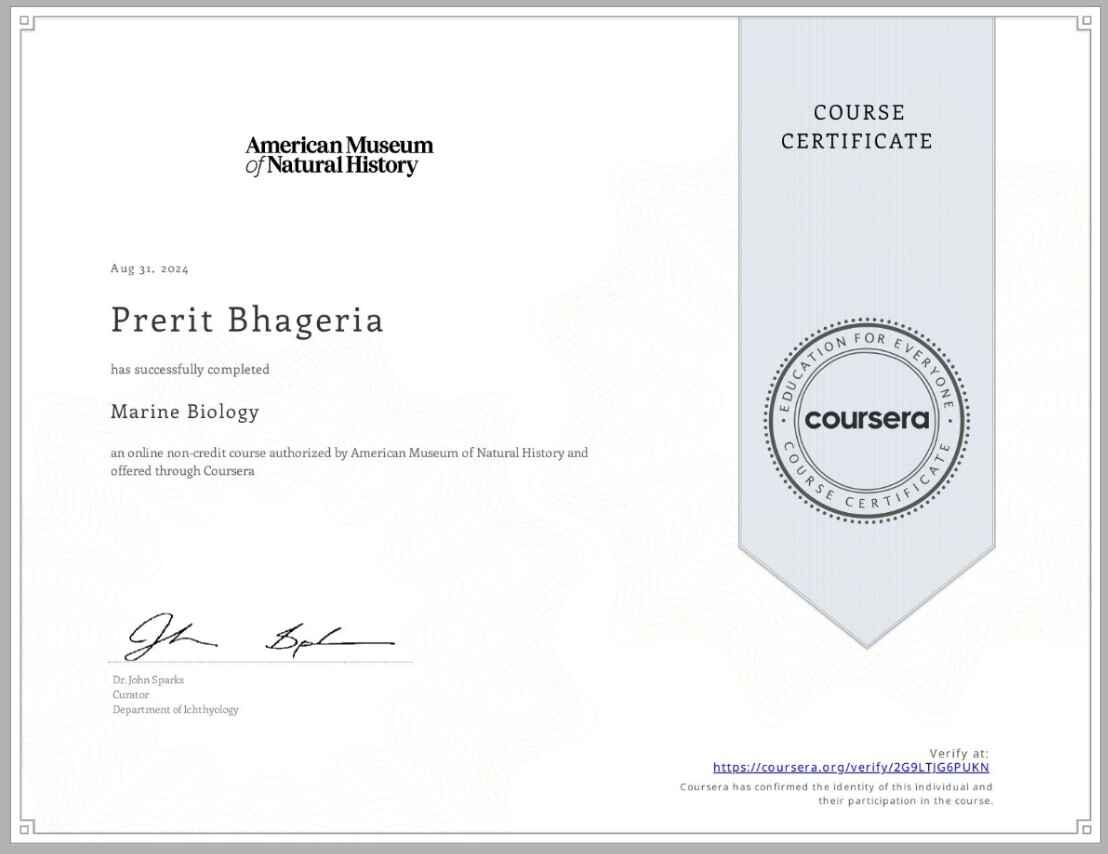 COURSE
CERTIFICATE
American Museum
of Natural History
Aug 31, 2024
Prerit Bhageria
has successfully completed
Marine Biology
an online non-credit course authorized by American Museum of Natural History and
offered through Coursera
EDUCATION FOR EVERYONE
coursera
COURSE CERTIFICATE
Dr. John Sparks
Curator
Department of Ichthyology
Verify at:
https://coursera.org/verify/2G9LTJG6PUKN
Coursera has confirmed the identity of this individual and
their participation in the course.